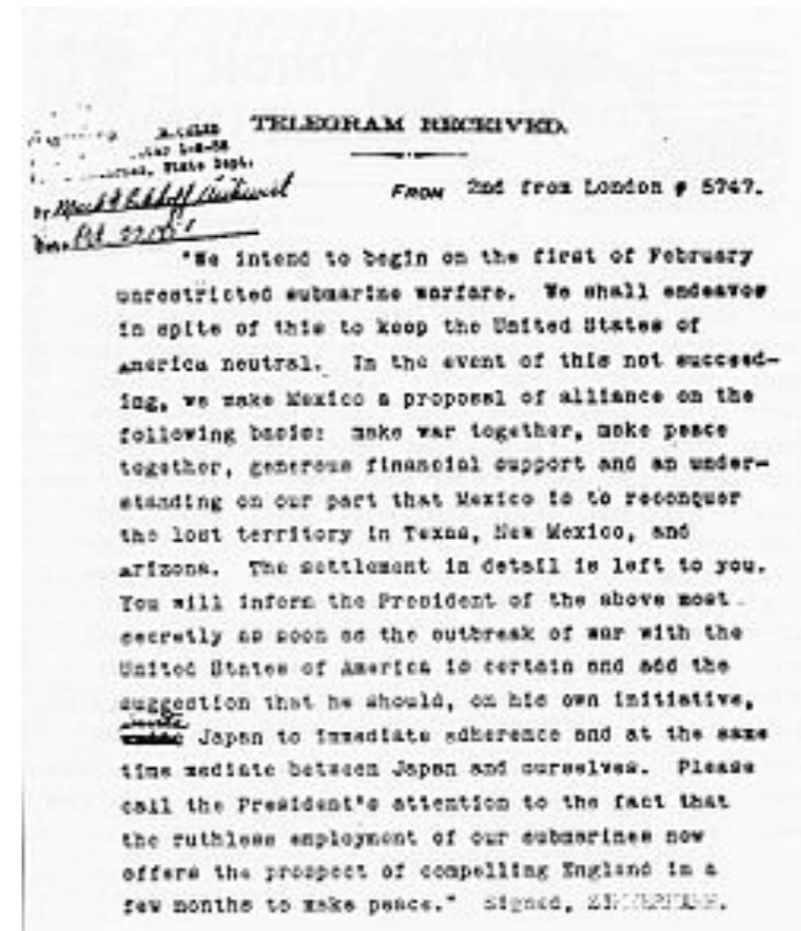 TELEGRAM RECEIVED.
FROM 2nd from London # 5747.
By Mark G Eckhoff Archivist
"We intend to begin on the first of February
unrestricted submarine warfare. We shall endeavor
in spite of this to keep the United States of
America neutral. In the event of this not succeed-
ing, we make Mexico a proposal of alliance on the
following basis: make war together, make peace
together, generous financial support and an under-
standing on our part that Mexico is to reconquer
the lost territory in Texas, New Mexico, and
Arizona. The settlement in detail is left to you.
You will inform the President of the above most
secretly as soon as the outbreak of war with the
United States of America is certain and add the
suggestion that he should, on his own initiative,
invite
Japan to immediate adherence and at the same
time mediate between Japan and ourselves. Please
call the President's attention to the fact that
the ruthless employment of our submarines now
offers the prospect of compelling England in a
few months to make peace." Signed, ZIMMERMANN.